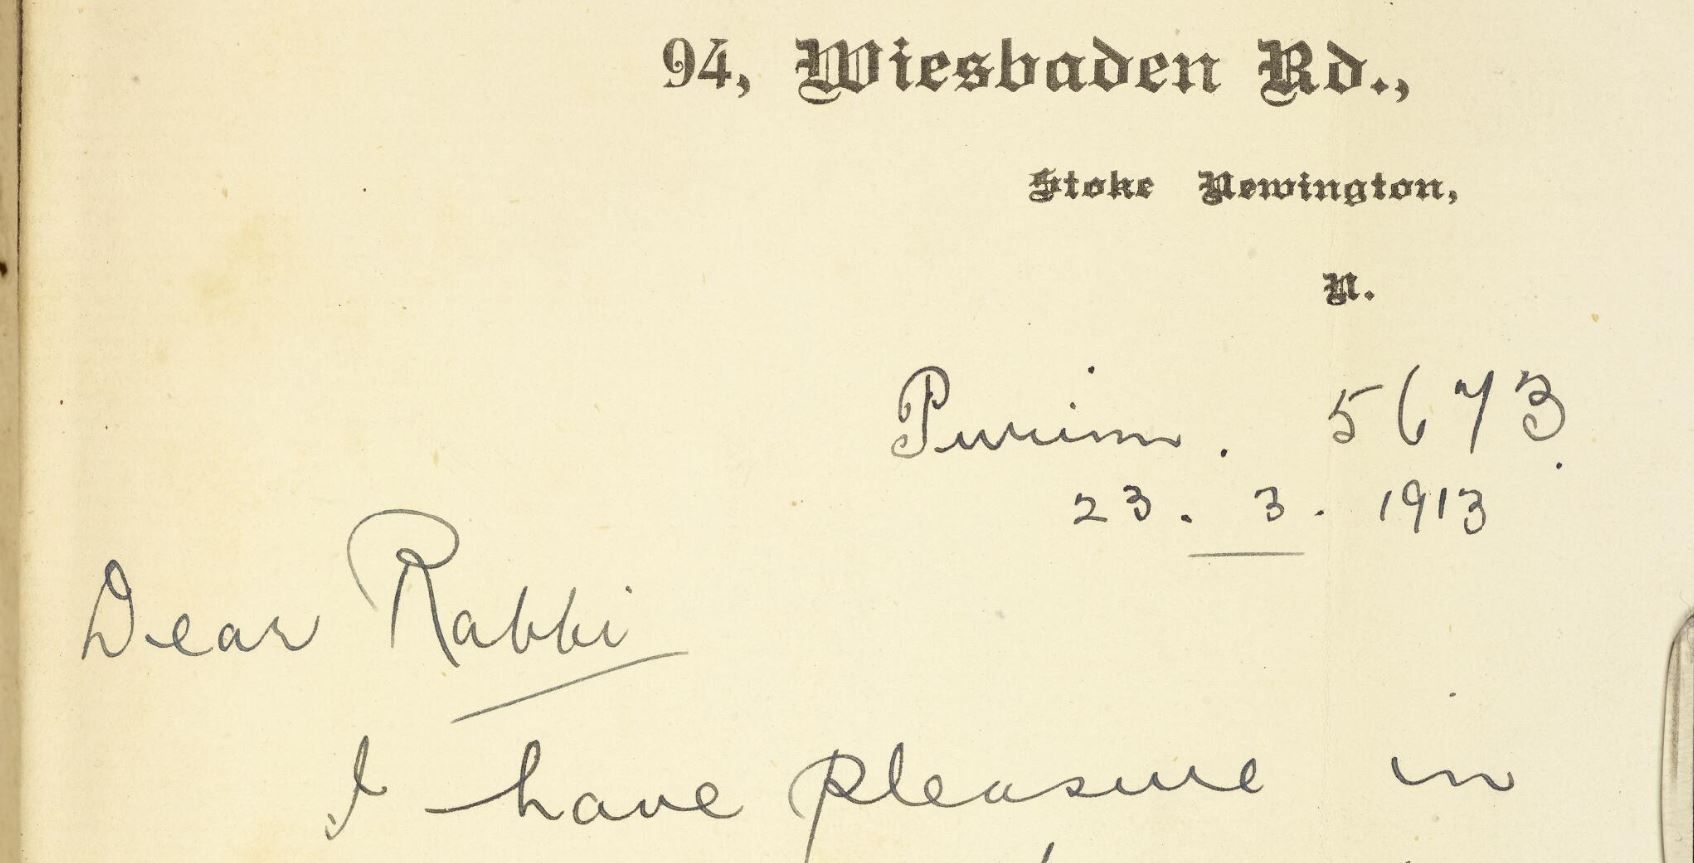 94, Wiesbaden Rd.,
Stoke Newington,
N.
Purim. 5673.
23. 3. 1913
Dear Rabbi
I have pleasure in